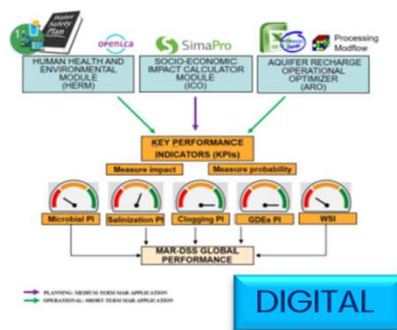 Water
Safety
Plan
openLCA
SimaPro
Processing
Modflow
HUMAN HEALTH AND
ENVIRONMENTAL
MODULE
(HERM)
SOCIO-ECONOMIC
IMPACT CALCULATOR
MODULE
(ICO)
AQUIFER RECHARGE
OPERATIONAL
OPTIMIZER
(ARO)
KEY PERFORMANCE
INDICATORS (KPIs)
Measure impact
Measure probability
Microbial PI
Salinization PI
Clogging PI
GDEs PI
WSI
MAR-DSS GLOBAL
PERFORMANCE
PLANNING: MEDIUM TERM MAR APPLICATION
OPERATIONAL: SHORT TERM MAR APPLICATION
DIGITAL